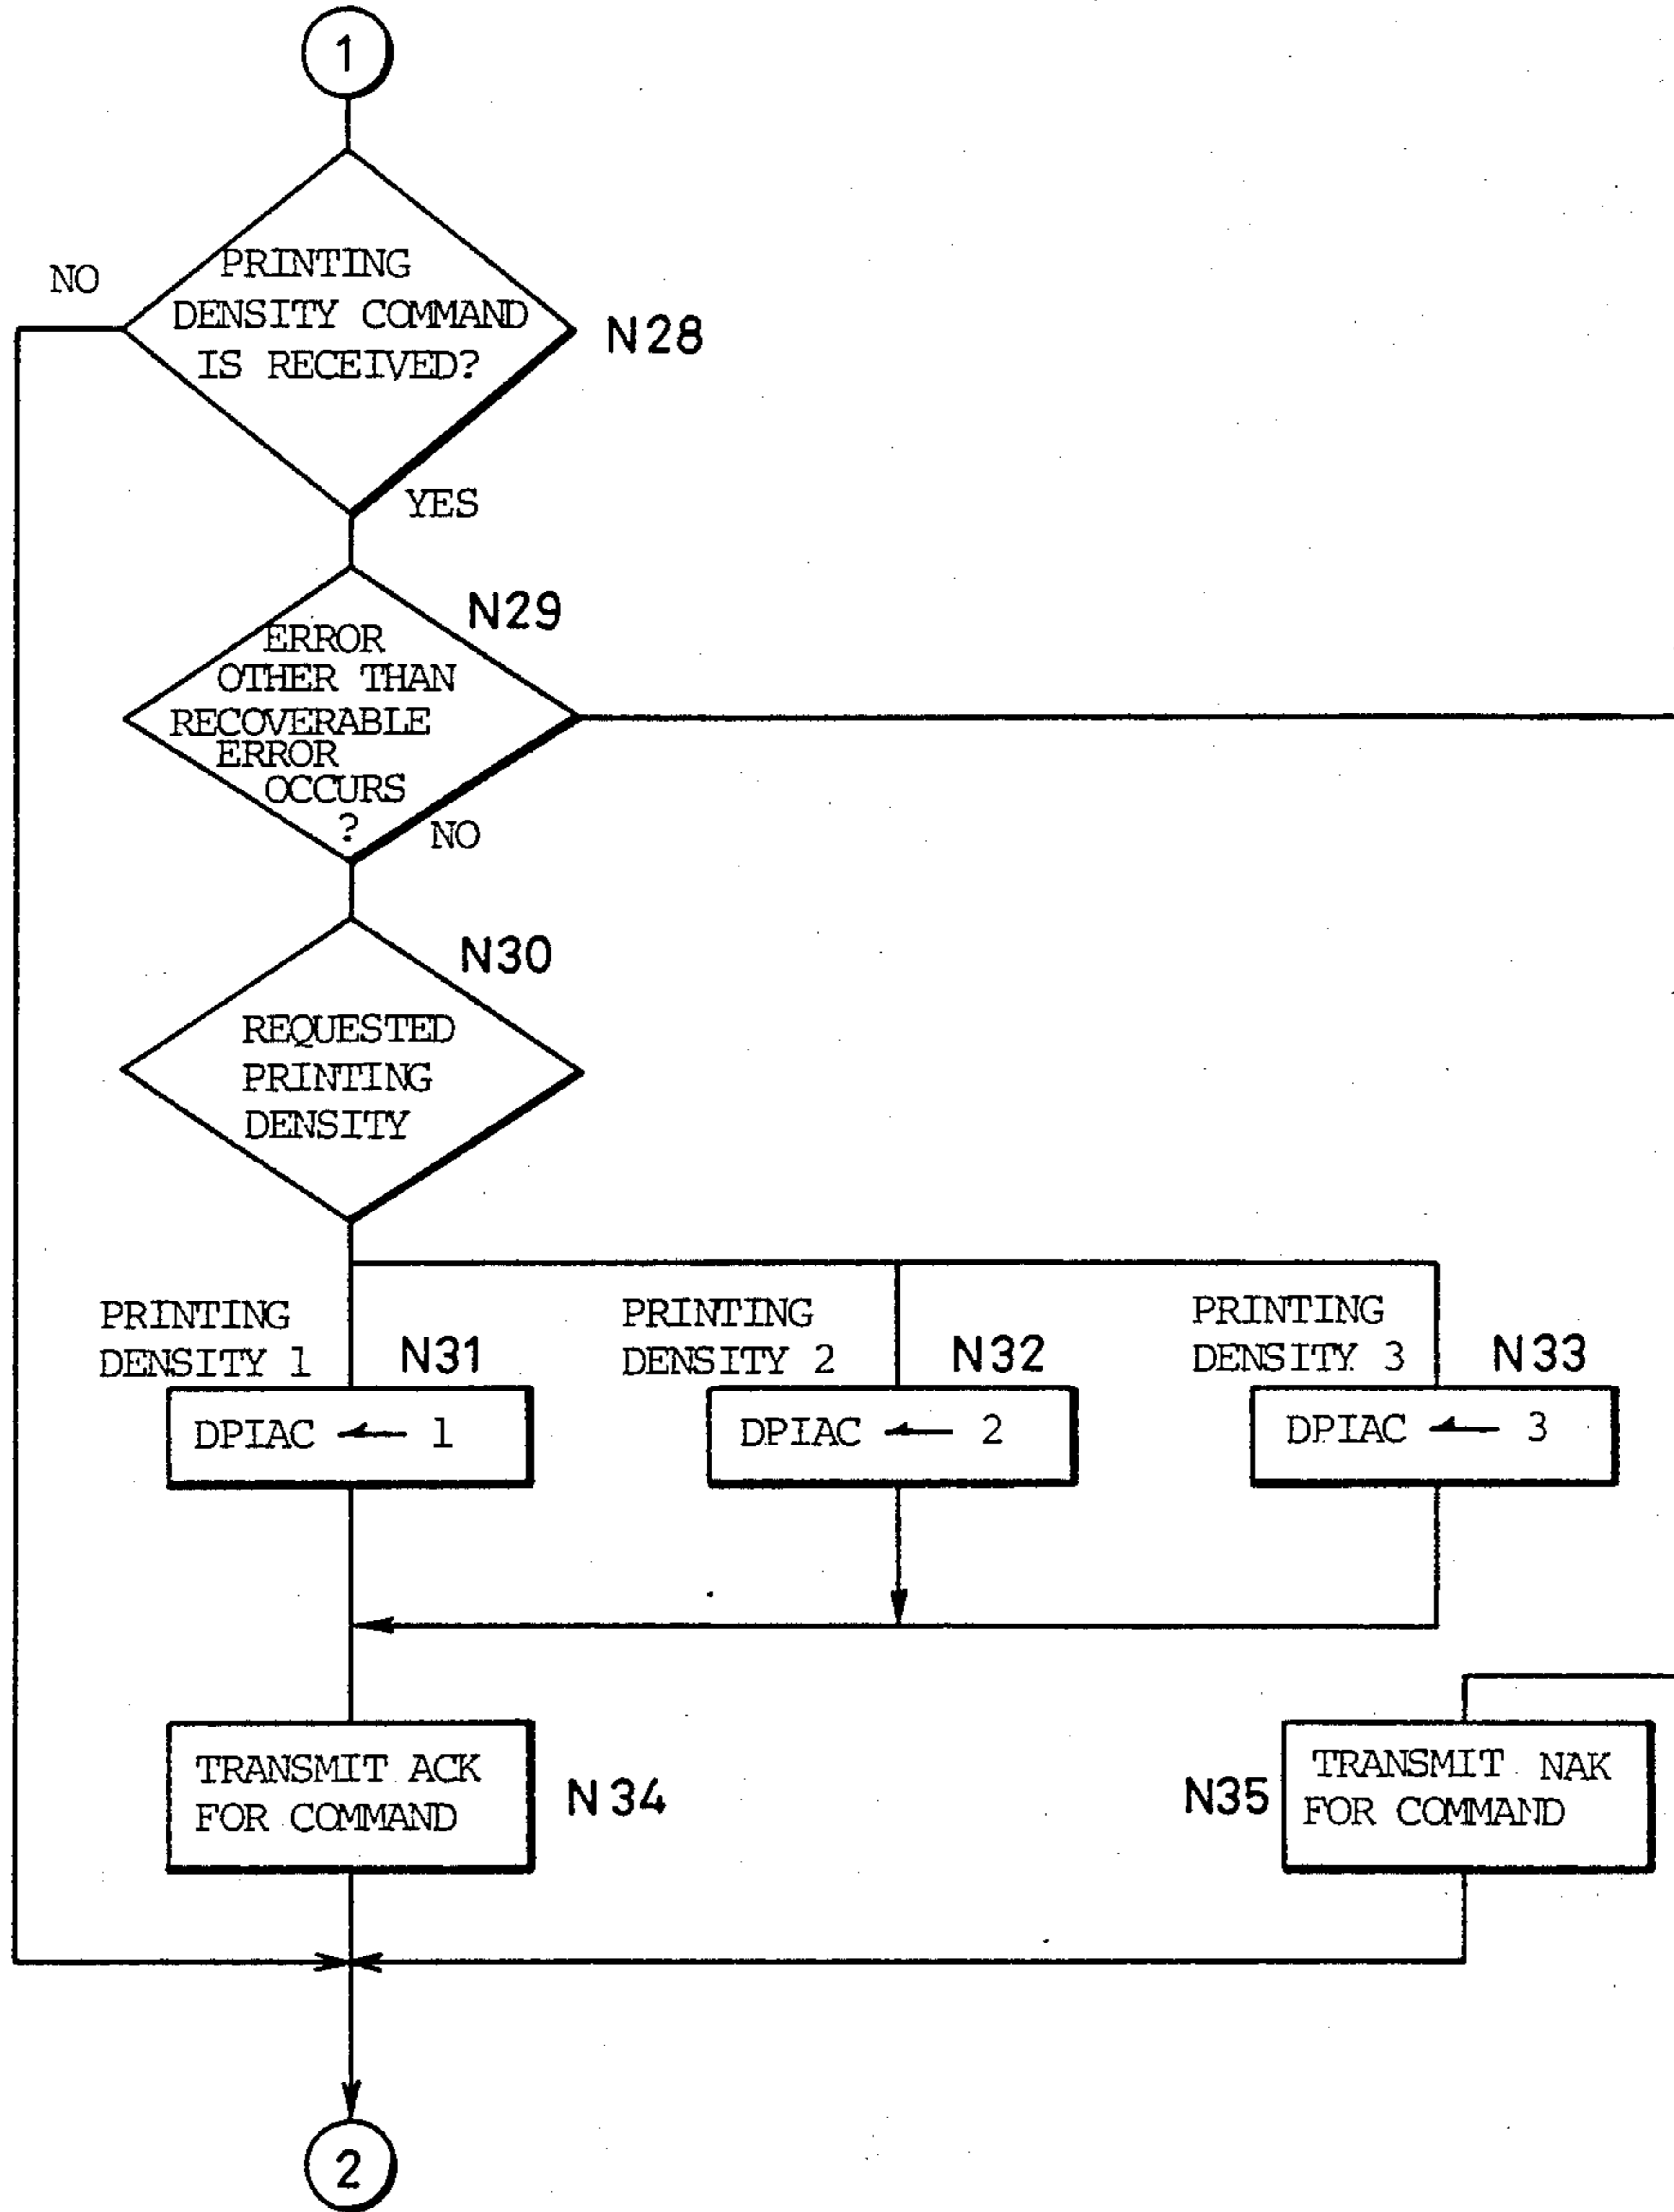 1
NO
PRINTING
DENSITY COMMAND
IS RECEIVED?
N28
YES
N29
ERROR
OTHER THAN
RECOVERABLE
ERROR
OCCURS
?
NO
N30
REQUESTED
PRINTING
DENSITY
PRINTING
DENSITY 1
N31
PRINTING
DENSITY 2
N32
PRINTING
DENSITY 3
N33
DPIAC ← 1
DPIAC ← 2
DPIAC ← 3
TRANSMIT ACK
FOR COMMAND
N34
N35
TRANSMIT NAK
FOR COMMAND
2